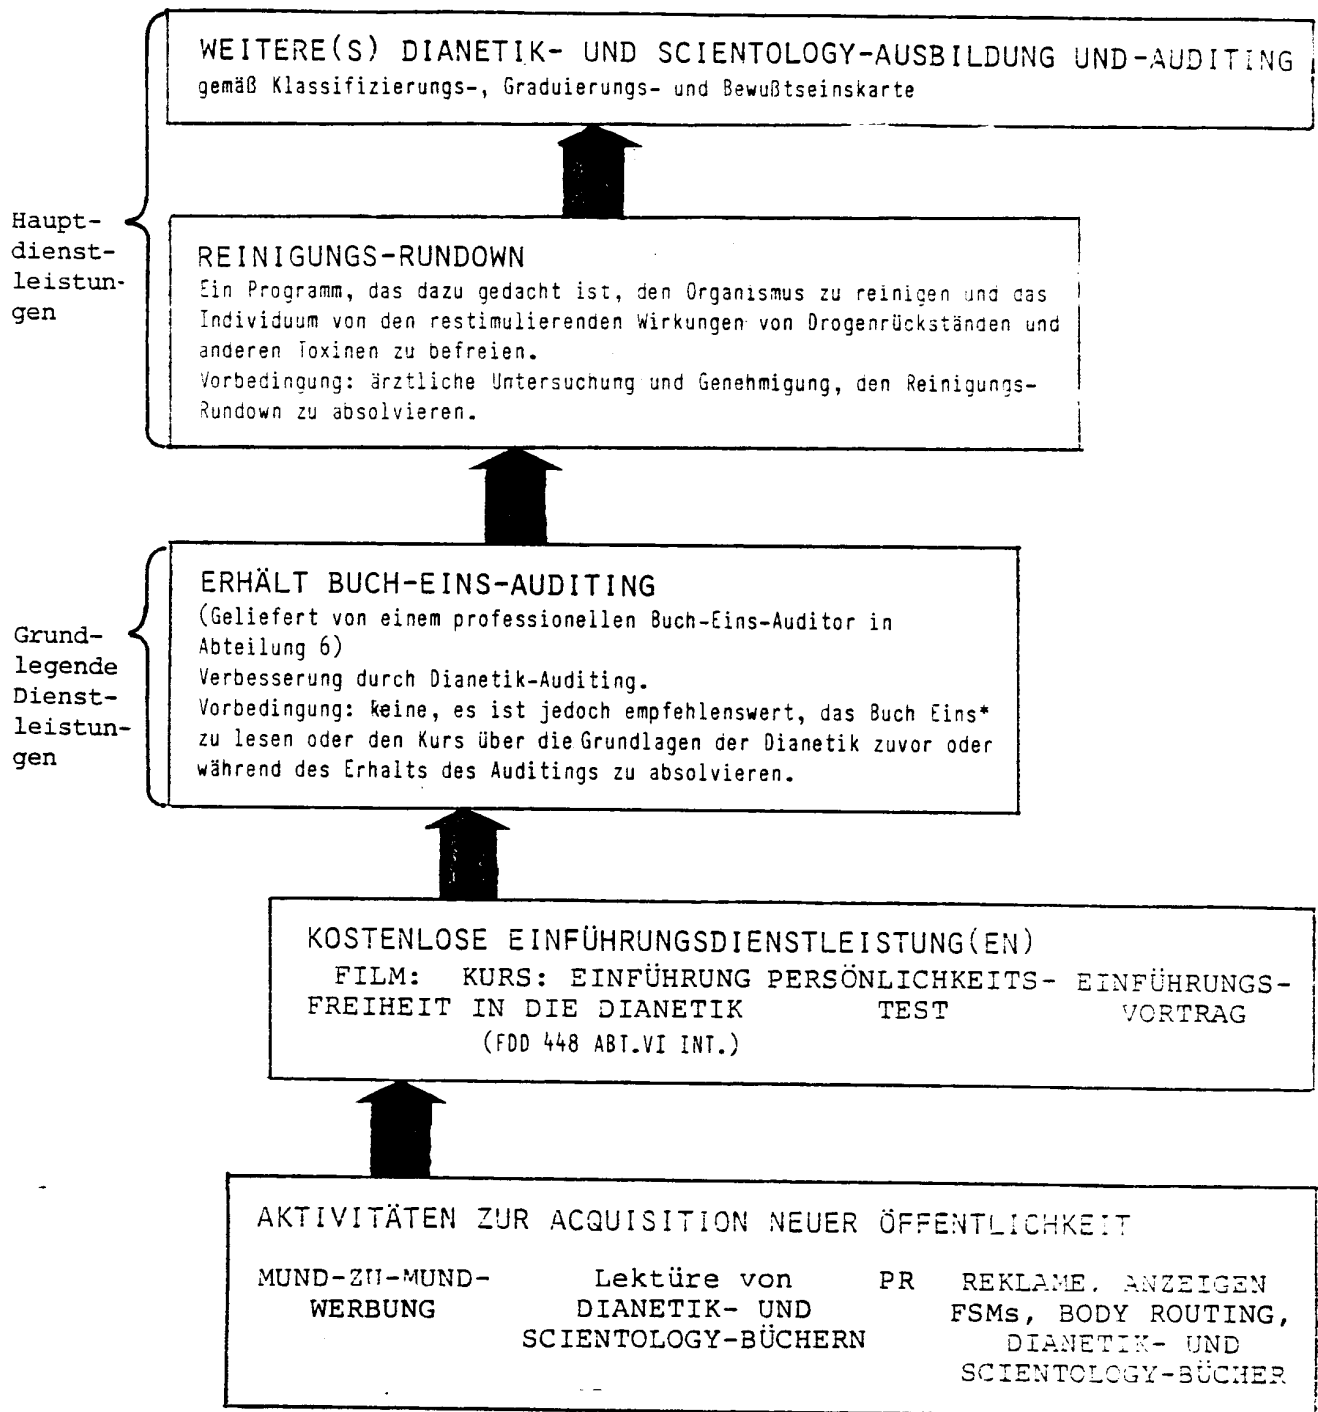 WEITERE(S) DIANETIK- UND SCIENTOLOGY-AUSBILDUNG UND-AUDITING
gemäß Klassifizierungs-, Graduierungs- und Bewußtseinskarte
Haupt-
dienst-
leistun-
gen
REINIGUNGS-RUNDOWN
Ein Programm, das dazu gedacht ist, den Organismus zu reinigen und das
Individuum von den restimulierenden Wirkungen von Drogenrückständen und
anderen Toxinen zu befreien.
Vorbedingung: ärztliche Untersuchung und Genehmigung, den Reinigungs-
Rundown zu absolvieren.
Grund-
legende
Dienst-
leistun-
gen
ERHÄLT BUCH-EINS-AUDITING
(Geliefert von einem professionellen Buch-Eins-Auditor in
Abteilung 6)
Verbesserung durch Dianetik-Auditing.
Vorbedingung: keine, es ist jedoch empfehlenswert, das Buch Eins*
zu lesen oder den Kurs über die Grundlagen der Dianetik zuvor oder
während des Erhalts des Auditings zu absolvieren.
KOSTENLOSE EINFÜHRUNGSDIENSTLEISTUNG(EN)
FILM: KURS: EINFÜHRUNG PERSÖNLICHKEITS- EINFÜHRUNGS-
FREIHEIT IN DIE DIANETIK TEST VORTRAG
(FDD 448 ABT.VI INT.)
AKTIVITÄTEN ZUR ACQUISITION NEUER ÖFFENTLICHKEIT
MUND-ZU-MUND- Lektüre von PR REKLAME, ANZEIGEN
WERBUNG DIANETIK- UND FSMs, BODY ROUTING,
SCIENTOLOGY-BÜCHERN DIANETIK- UND
SCIENTOLOGY-BÜCHER